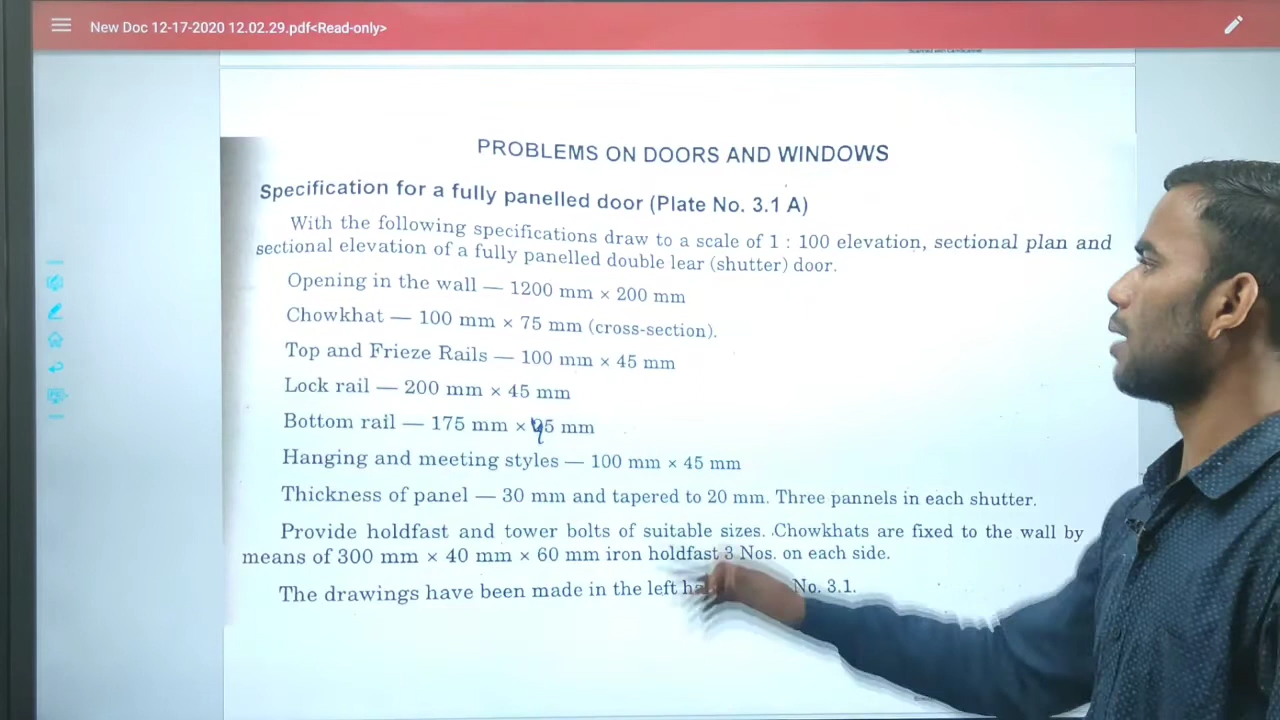 New Doc 12-17-2020 12.02.29.pdf<Read-only>
PROBLEMS ON DOORS AND WINDOWS
Specification for a fully panelled door (Plate No. 3.1 A)
With the following specifications draw to a scale of 1 : 100 elevation, sectional plan and
sectional elevation of a fully panelled double lear (shutter) door.
Opening in the wall — 1200 mm × 200 mm
Chowkhat — 100 mm × 75 mm (cross-section).
Top and Frieze Rails — 100 mm × 45 mm
Lock rail — 200 mm × 45 mm
Bottom rail — 175 mm × 45 mm
Hanging and meeting styles — 100 mm × 45 mm
Thickness of panel — 30 mm and tapered to 20 mm. Three pannels in each shutter.
Provide holdfast and tower bolts of suitable sizes. Chowkhats are fixed to the wall by
means of 300 mm × 40 mm × 60 mm iron holdfast 3 Nos. on each side.
The drawings have been made in the left No. 3.1.